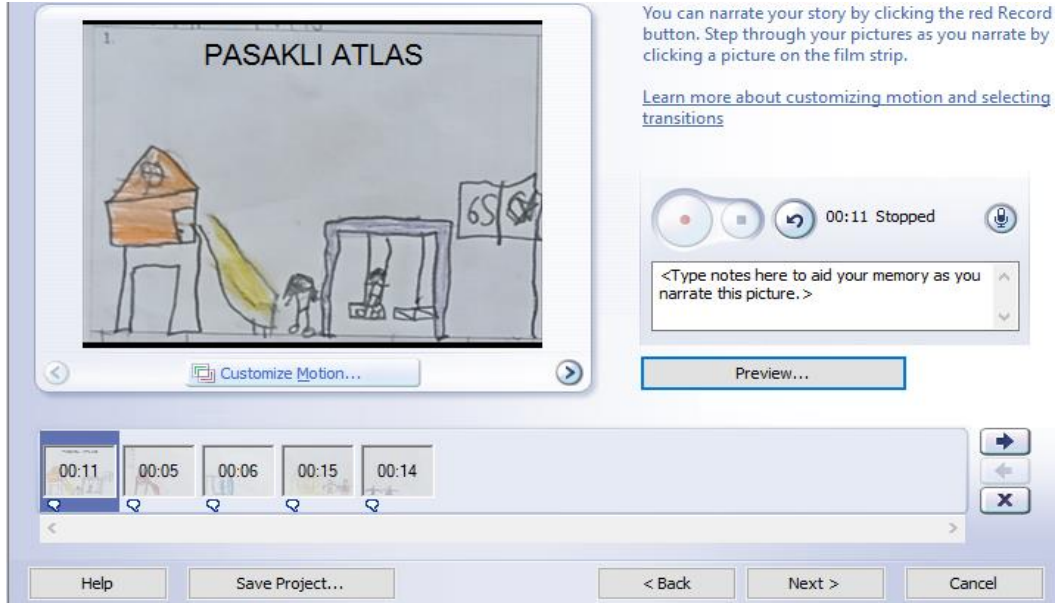 You can narrate your story by clicking the red Record
button. Step through your pictures as you narrate by
clicking a picture on the film strip.
Learn more about customizing motion and selecting
transitions
1.
PASAKLI ATLAS
00:11 Stopped
<Type notes here to aid your memory as you
narrate this picture.>
Customize Motion...
Preview...
00:11
00:05
00:06
00:15
00:14
Help
Save Project...
< Back
Next >
Cancel